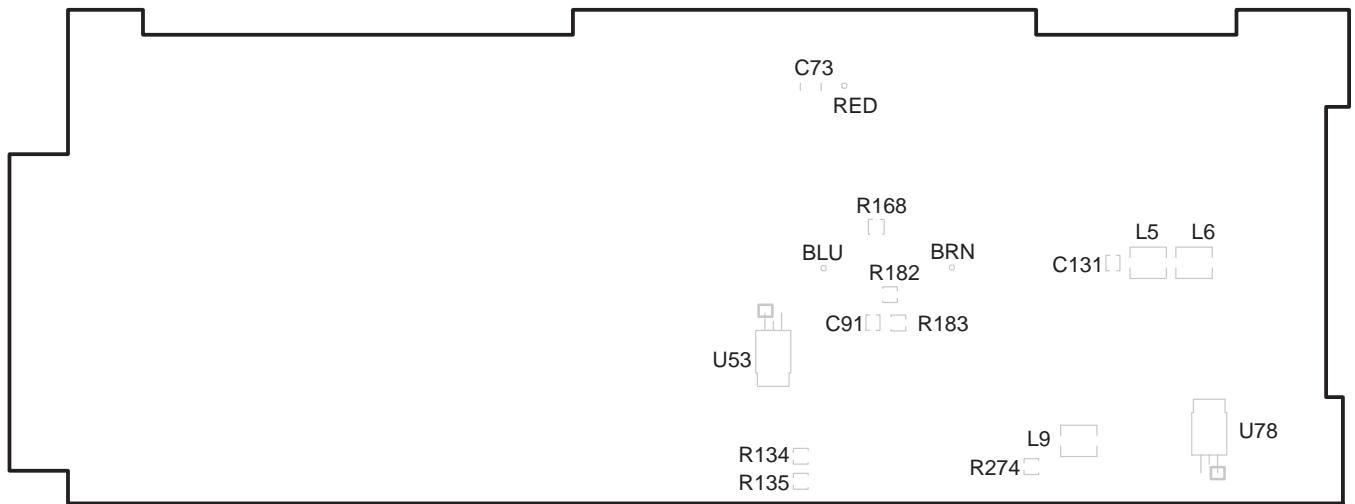 C73
RED
R168
L5 L6
BLU
BRN
C131
R182
C91
R183
U53
U78
L9
R134
R274
R135